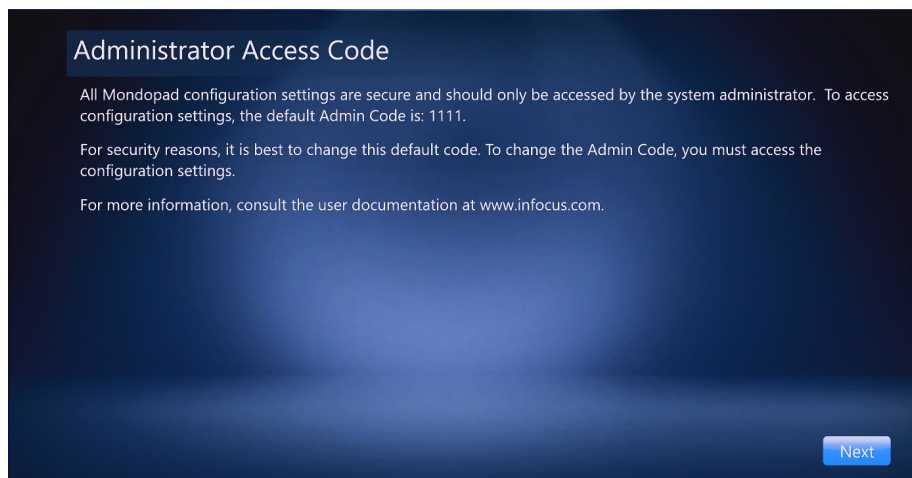 Administrator Access Code
All Mondopad configuration settings are secure and should only be accessed by the system administrator.  To access
configuration settings, the default Admin Code is: 1111.
For security reasons, it is best to change this default code. To change the Admin Code, you must access the
configuration settings.
For more information, consult the user documentation at www.infocus.com.
Next